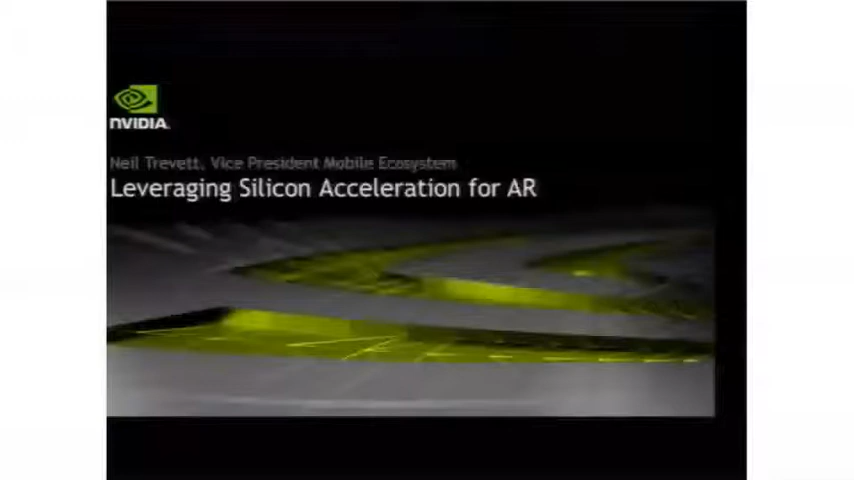 NVIDIA.
Neil Trevett, Vice President Mobile Ecosystem
Leveraging Silicon Acceleration for AR